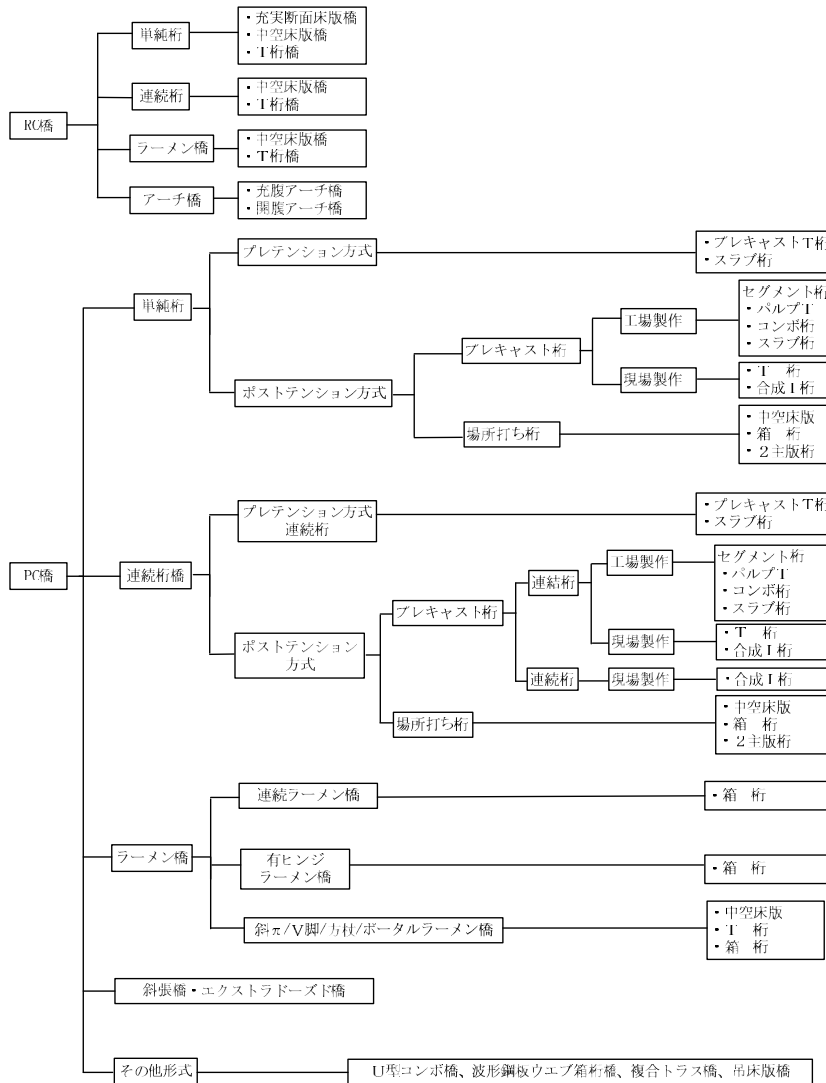 RC橋
単純桁
・充実断面床版橋
・中空床版橋
・T桁橋
連続桁
・中空床版橋
・T桁橋
ラーメン橋
・中空床版橋
・T桁橋
アーチ橋
・充腹アーチ橋
・開腹アーチ橋
PC橋
単純桁
プレテンション方式
・プレキャストT桁
・スラブ桁
ポストテンション方式
プレキャスト桁
工場製作
セグメント桁
・バルブT
・コンポ桁
・スラブ桁
現場製作
・T 桁
・合成I桁
場所打ち桁
・中空床版
・箱 桁
・2主版桁
連続桁橋
プレテンション方式
連続桁
・プレキャストT桁
・スラブ桁
ポストテンション
方式
プレキャスト桁
連結桁
工場製作
セグメント桁
・バルブT
・コンポ桁
・スラブ桁
現場製作
・T 桁
・合成I桁
連続桁
現場製作
・合成I桁
場所打ち桁
・中空床版
・箱 桁
・2主版桁
ラーメン橋
連続ラーメン橋
・箱 桁
有ヒンジ
ラーメン橋
・箱 桁
斜π/V脚/方杖/ポータルラーメン橋
・中空床版
・T 桁
・箱 桁
斜張橋・エクストラドーズド橋
その他形式
U型コンポ橋、波形鋼板ウエブ箱桁橋、複合トラス橋、吊床版橋